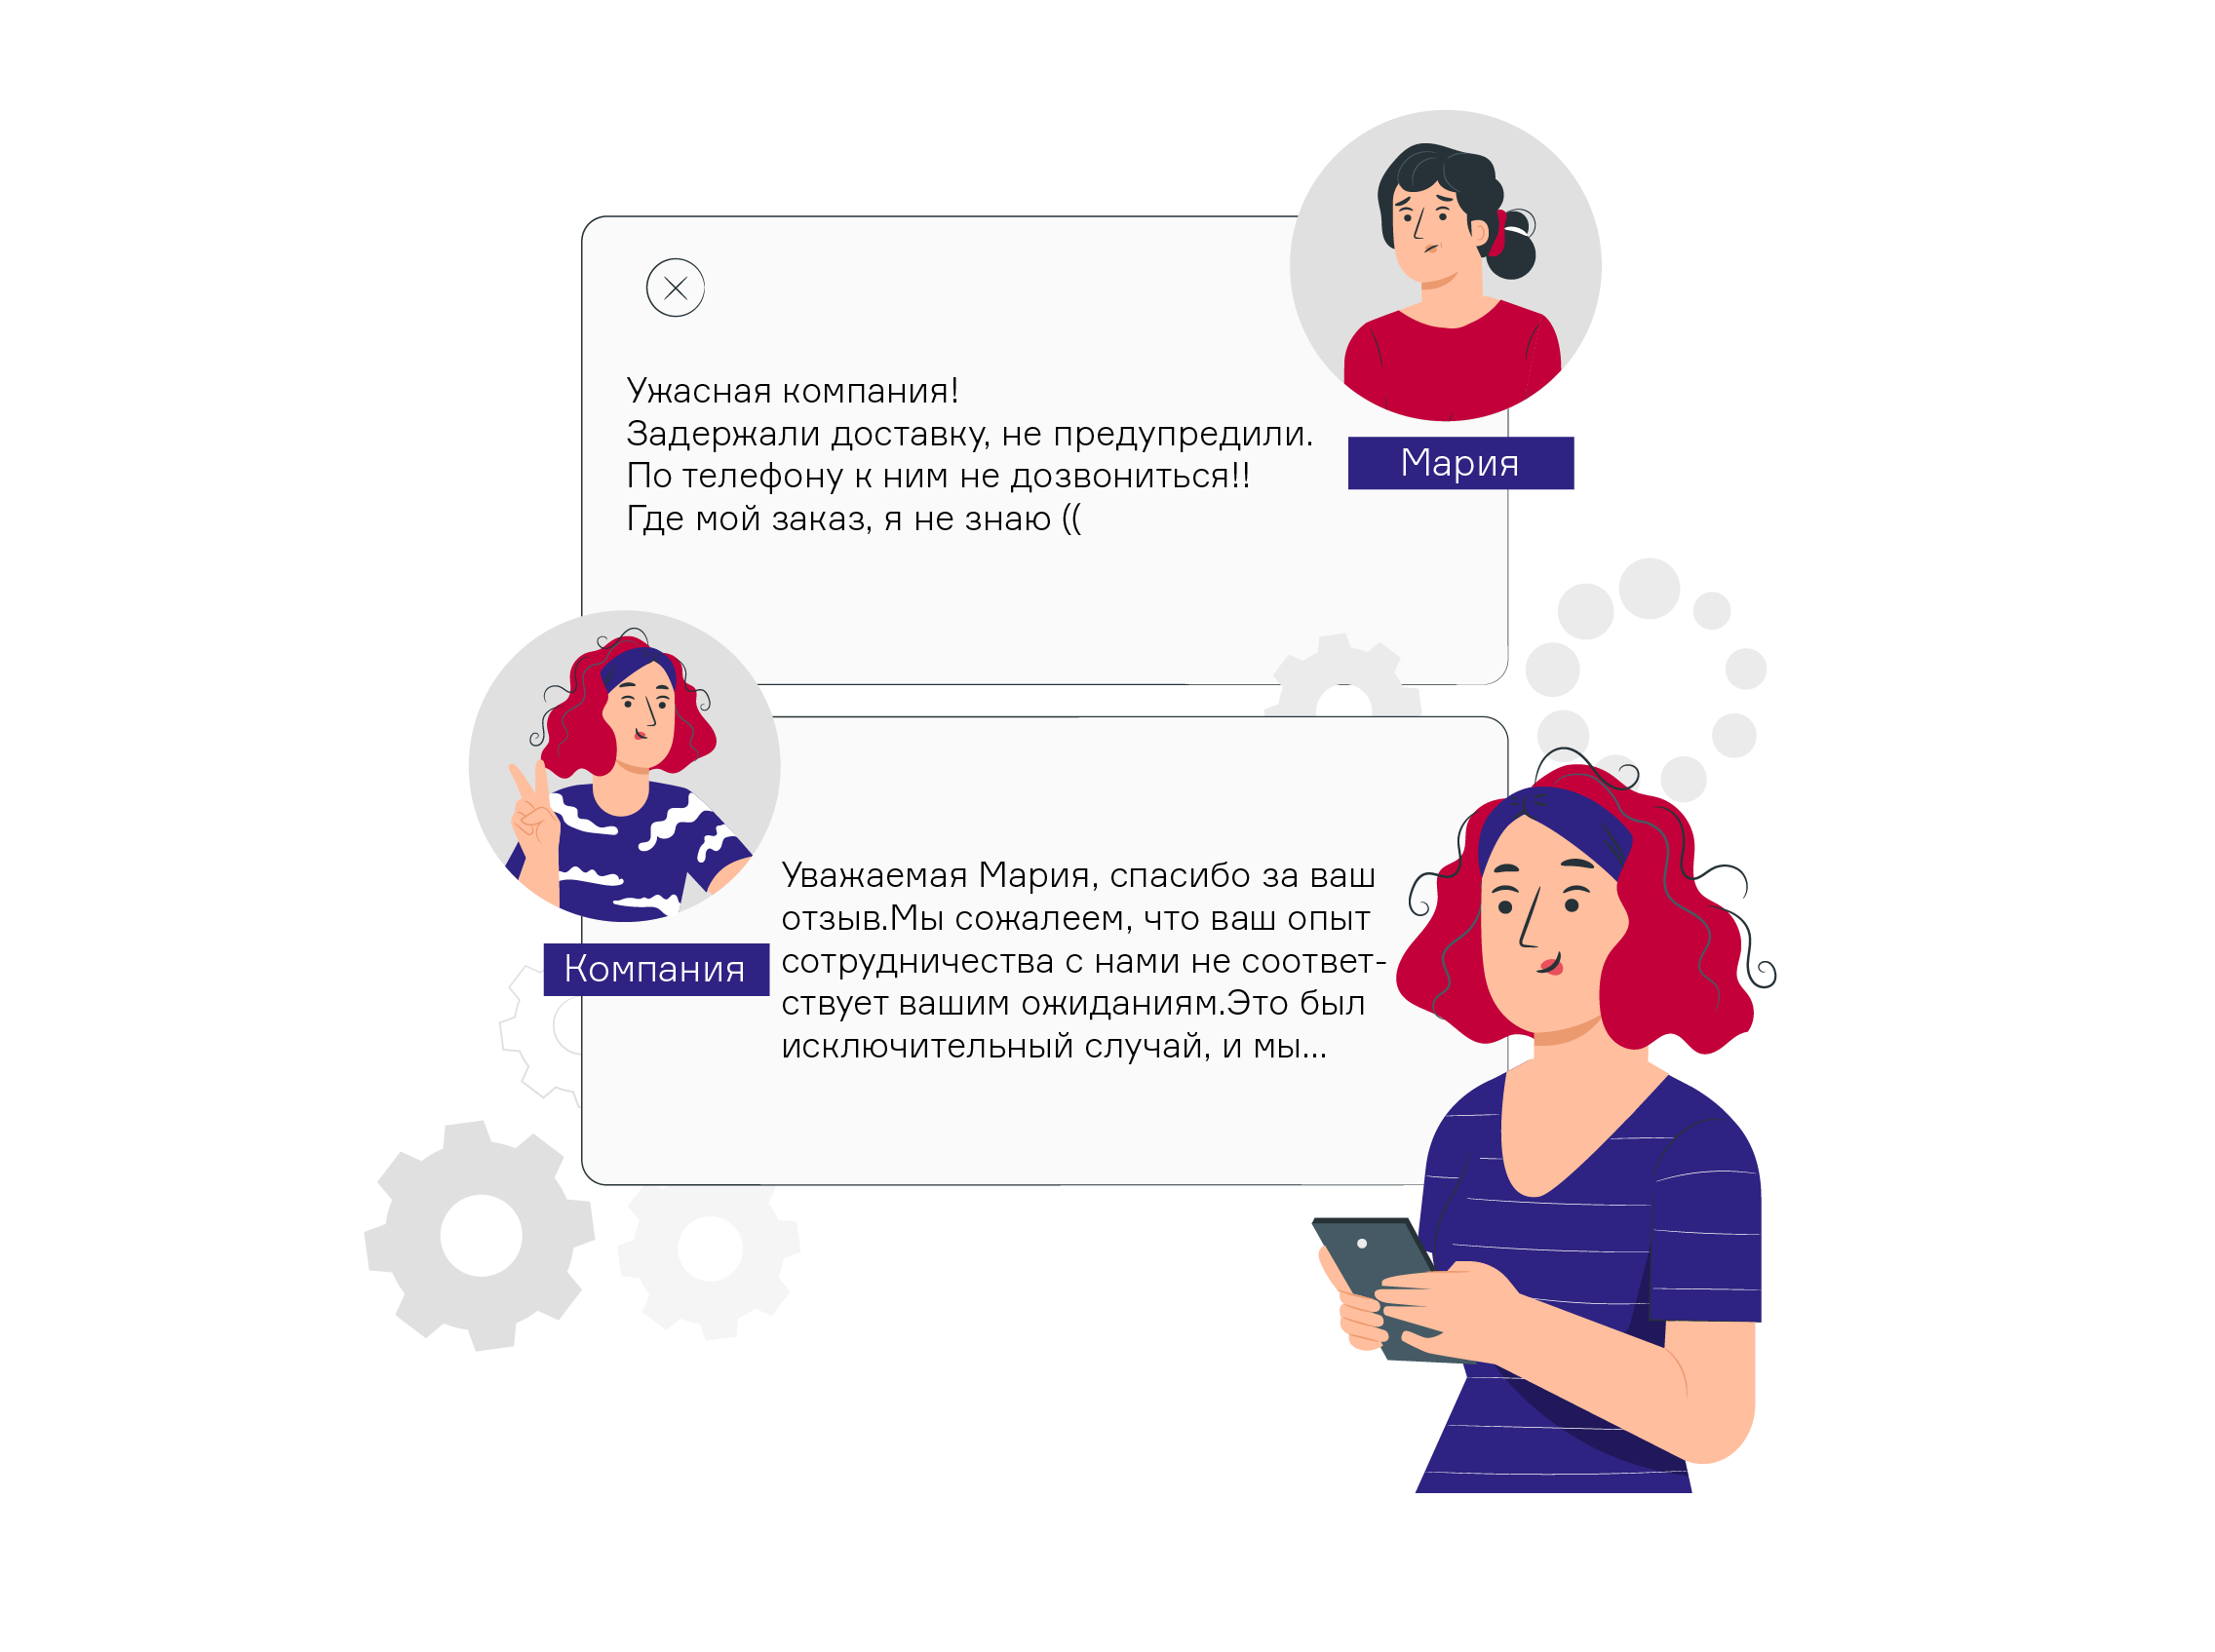 Ужасная компания!
Задержали доставку, не предупредили.
По телефону к ним не дозвониться!!
Где мой заказ, я не знаю ((
Мария
Компания
Уважаемая Мария, спасибо за ваш
отзыв.Мы сожалеем, что ваш опыт
сотрудничества с нами не соответ-
ствует вашим ожиданиям.Это был
исключительный случай, и мы...